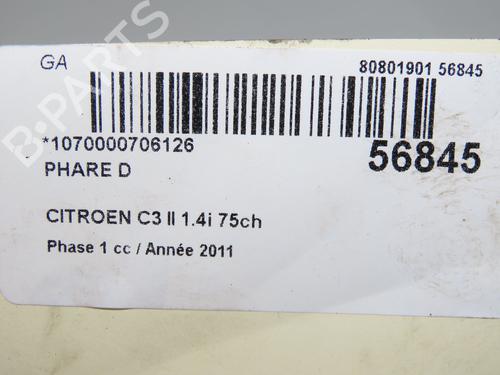 GA
80801901 56845
*1070000706126
56845
PHARE D
CITROEN C3 II 1.4i 75ch
Phase 1 cc / Année 2011
B-PARTS